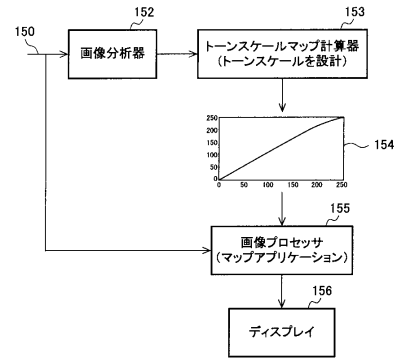 150
152
画像分析器
153
トーンスケールマップ計算器
(トーンスケールを設計)
250
200
150
100
50
0
0 50 100 150 200 250
154
155
画像プロセッサ
(マップアプリケーション)
156
ディスプレイ